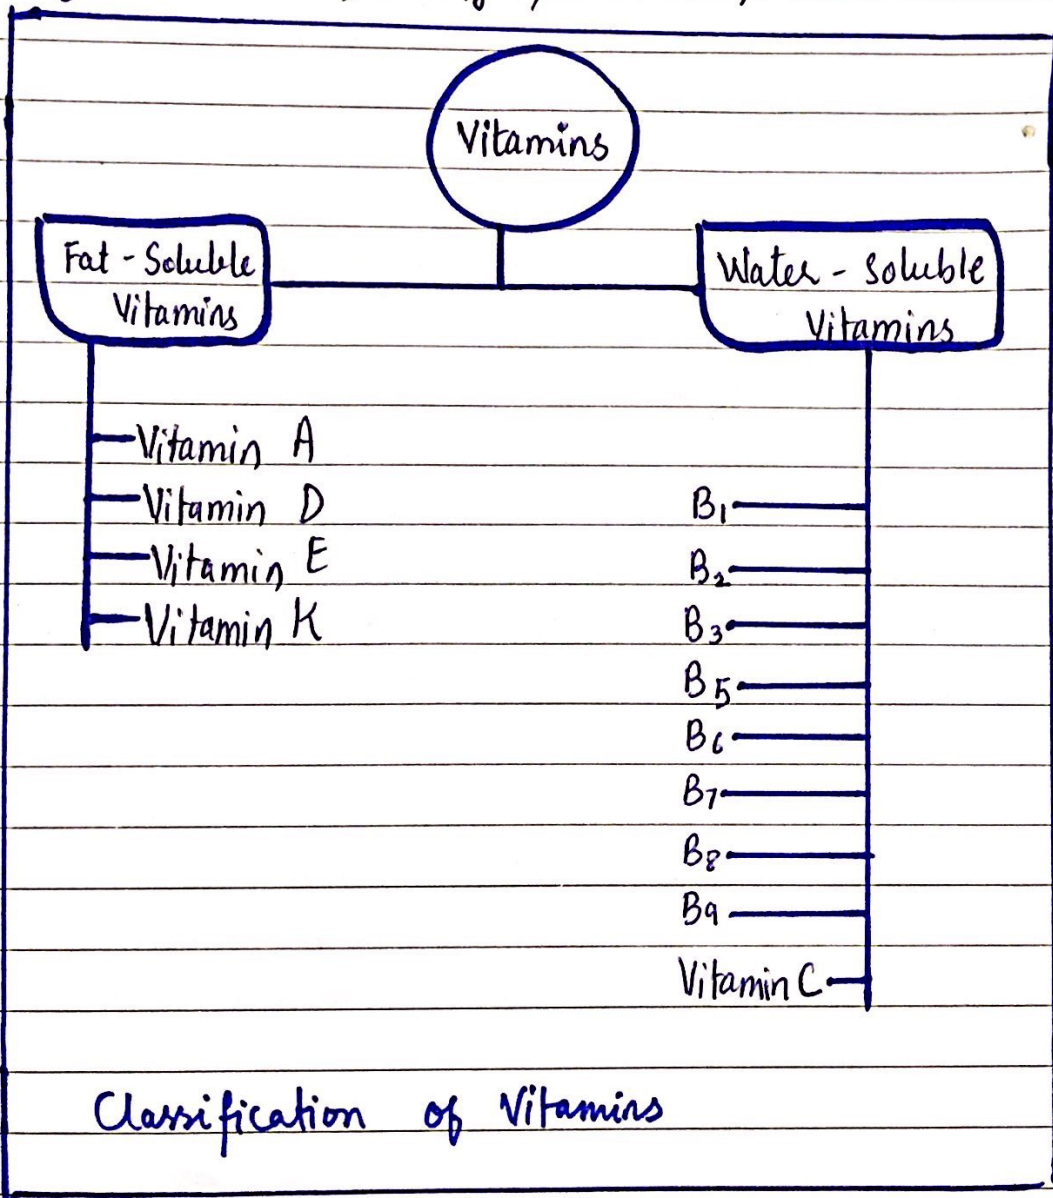 Vitamins
Fat - Soluble
Vitamins
Water - soluble
Vitamins
Vitamin A
Vitamin D
Vitamin E
Vitamin K
B1
B2
B3
B5
B6
B7
B8
B9
Vitamin C
Classification of Vitamins